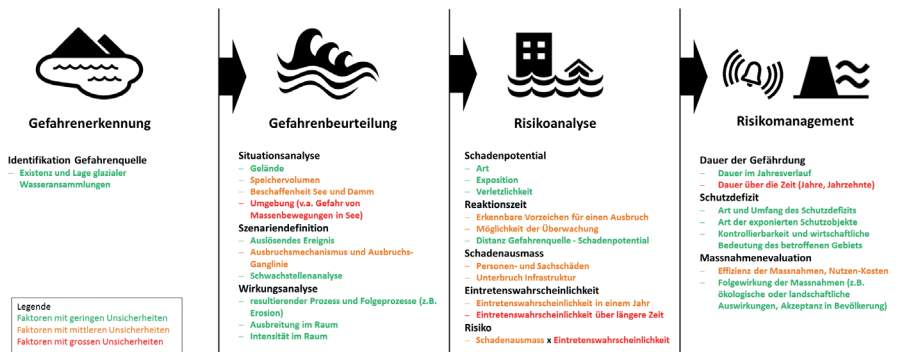 Gefahrenerkennung
Identifikation Gefahrenquelle
– Existenz und Lage glazialer
Wasseransammlungen
Legende
Faktoren mit geringen Unsicherheiten
Faktoren mit mittleren Unsicherheiten
Faktoren mit grossen Unsicherheiten
Gefahrenbeurteilung
Situationsanalyse
– Gelände
– Speichervolumen
– Beschaffenheit See und Damm
– Umgebung (v.a. Gefahr von
Massenbewegungen in See)
Szenariendefinition
– Auslösendes Ereignis
– Ausbruchsmechanismus und Ausbruchs-
Ganglinie
– Schwachstellenanalyse
Wirkungsanalyse
– resultierender Prozess und Folgeprozesse (z.B.
Erosion)
– Ausbreitung im Raum
– Intensität im Raum
Risikoanalyse
Schadenpotential
– Art
– Exposition
– Verletzlichkeit
Reaktionszeit
– Erkennbare Vorzeichen für einen Ausbruch
– Möglichkeit der Überwachung
– Distanz Gefahrenquelle - Schadenpotential
Schadenausmass
– Personen- und Sachschäden
– Unterbruch Infrastruktur
Eintretenswahrscheinlichkeit
– Eintretenswahrscheinlichkeit in einem Jahr
– Eintretenswahrscheinlichkeit über längere Zeit
Risiko
– Schadenausmass x Eintretenswahrscheinlichkeit
Risikomanagement
Dauer der Gefährdung
– Dauer im Jahresverlauf
– Dauer über die Zeit (Jahre, Jahrzehnte)
Schutzdefizit
– Art und Umfang des Schutzdefizits
– Art der exponierten Schutzobjekte
– Kontrollierbarkeit und wirtschaftliche
Bedeutung des betroffenen Gebiets
Massnahmenevaluation
– Effizienz der Massnahmen, Nutzen-Kosten
– Folgewirkung der Massnahmen (z.B.
ökologische oder landschaftliche
Auswirkungen, Akzeptanz in Bevölkerung)